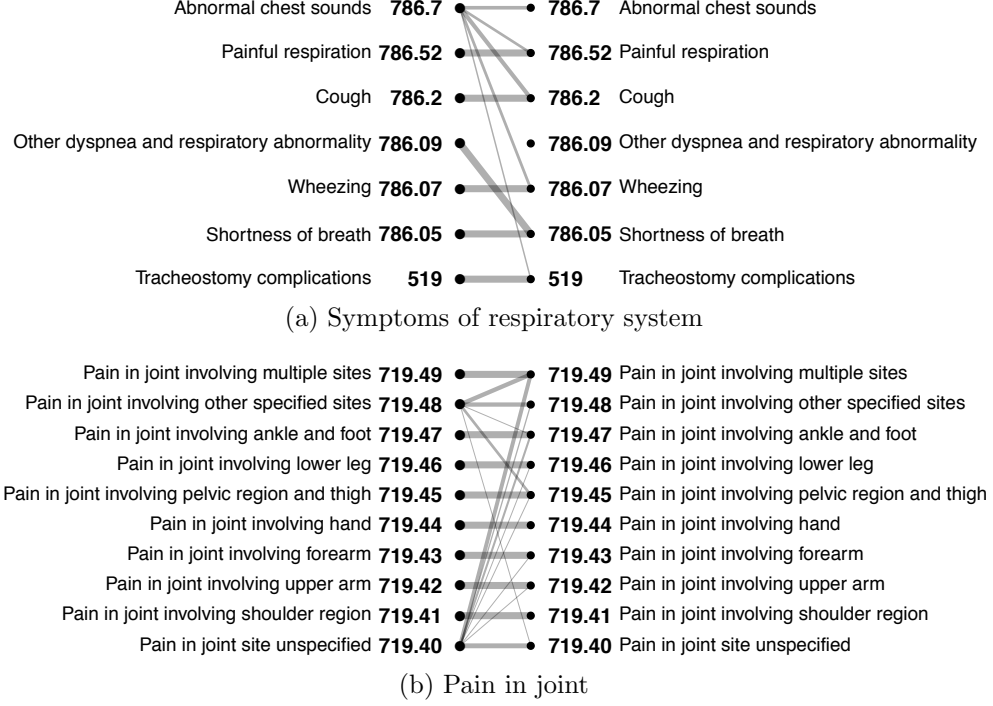 Abnormal chest sounds 786.7 786.7 Abnormal chest sounds
Painful respiration 786.52 786.52 Painful respiration
Cough 786.2 786.2 Cough
Other dyspnea and respiratory abnormality 786.09 786.09 Other dyspnea and respiratory abnormality
Wheezing 786.07 786.07 Wheezing
Shortness of breath 786.05 786.05 Shortness of breath
Tracheostomy complications 519 519 Tracheostomy complications
(a) Symptoms of respiratory system
Pain in joint involving multiple sites 719.49 719.49 Pain in joint involving multiple sites
Pain in joint involving other specified sites 719.48 719.48 Pain in joint involving other specified sites
Pain in joint involving ankle and foot 719.47 719.47 Pain in joint involving ankle and foot
Pain in joint involving lower leg 719.46 719.46 Pain in joint involving lower leg
Pain in joint involving pelvic region and thigh 719.45 719.45 Pain in joint involving pelvic region and thigh
Pain in joint involving hand 719.44 719.44 Pain in joint involving hand
Pain in joint involving forearm 719.43 719.43 Pain in joint involving forearm
Pain in joint involving upper arm 719.42 719.42 Pain in joint involving upper arm
Pain in joint involving shoulder region 719.41 719.41 Pain in joint involving shoulder region
Pain in joint site unspecified 719.40 719.40 Pain in joint site unspecified
(b) Pain in joint